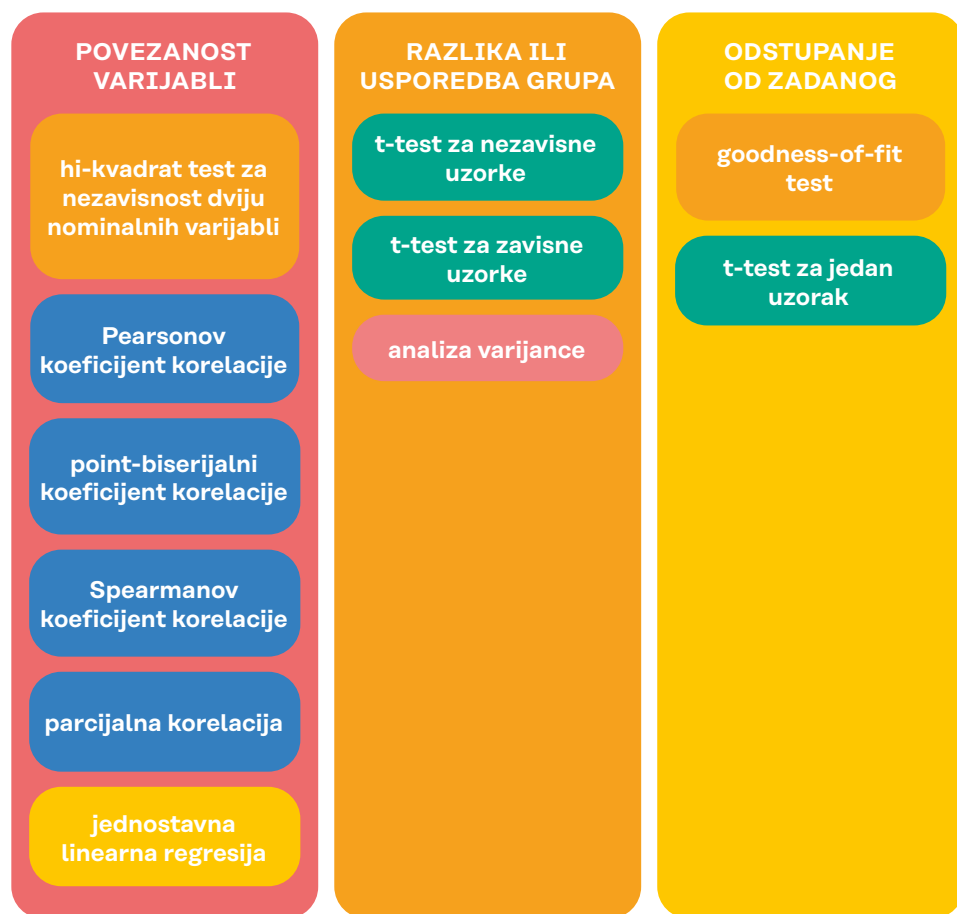 POVEZANOST
VARIJABLI
hi-kvadrat test za
nezavisnost dviju
nominalnih varijabli
Pearsonov
koeficijent korelacije
point-biserijalni
koeficijent korelacije
Spearmanov
koeficijent korelacije
parcijalna korelacija
jednostavna
linearna regresija
RAZLIKA ILI
USPOREDBA GRUPA
t-test za nezavisne
uzorke
t-test za zavisne
uzorke
analiza varijance
ODSTUPANJE
OD ZADANOG
goodness-of-fit
test
t-test za jedan
uzorak